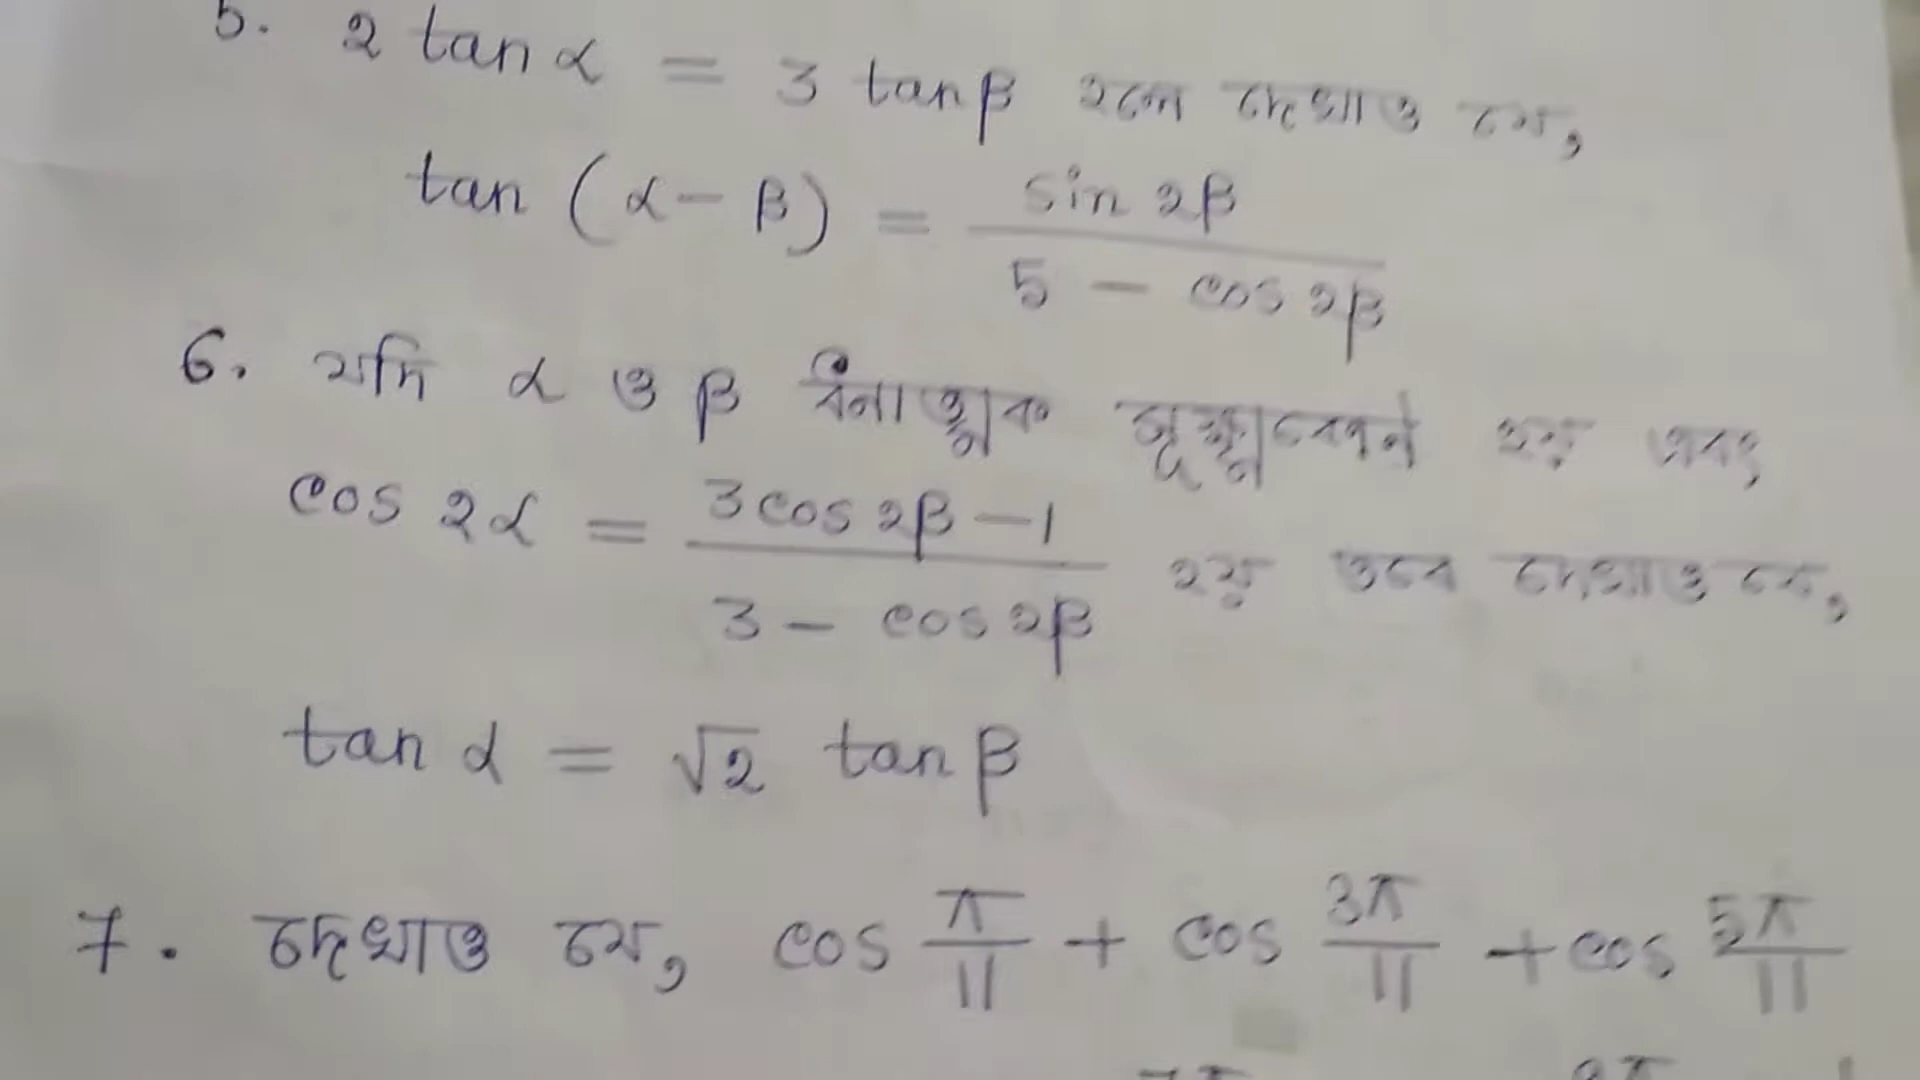 5. 2 tan α = 3 tan β হলে দেখাও যে,
tan (α - β) = sin 2β / 5 - cos 2β
6. যদি α ও β ধনাত্মক সূক্ষ্মকোণ হয় এবং
cos 2α = 3 cos 2β - 1 / 3 - cos 2β হয় তবে দেখাও যে,
tan α = √2 tan β
7. দেখাও যে, cos π/11 + cos 3π/11 + cos 5π/11